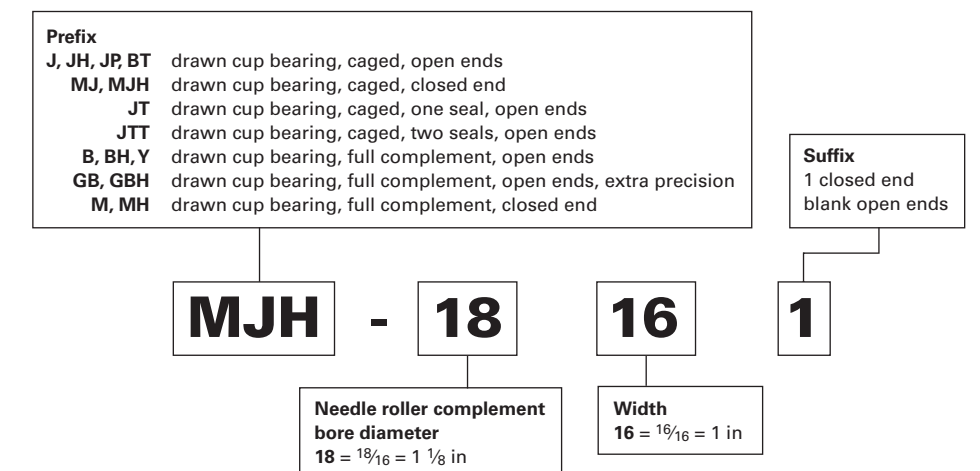 Prefix
J, JH, JP, BT drawn cup bearing, caged, open ends
MJ, MJH drawn cup bearing, caged, closed end
JT drawn cup bearing, caged, one seal, open ends
JTT drawn cup bearing, caged, two seals, open ends
B, BH, Y drawn cup bearing, full complement, open ends
GB, GBH drawn cup bearing, full complement, open ends, extra precision
M, MH drawn cup bearing, full complement, closed end
Suffix
1 closed end
blank open ends
MJH - 18 16 1
Needle roller complement
bore diameter
18 = 18/16 = 1 1/8 in
Width
16 = 16/16 = 1 in